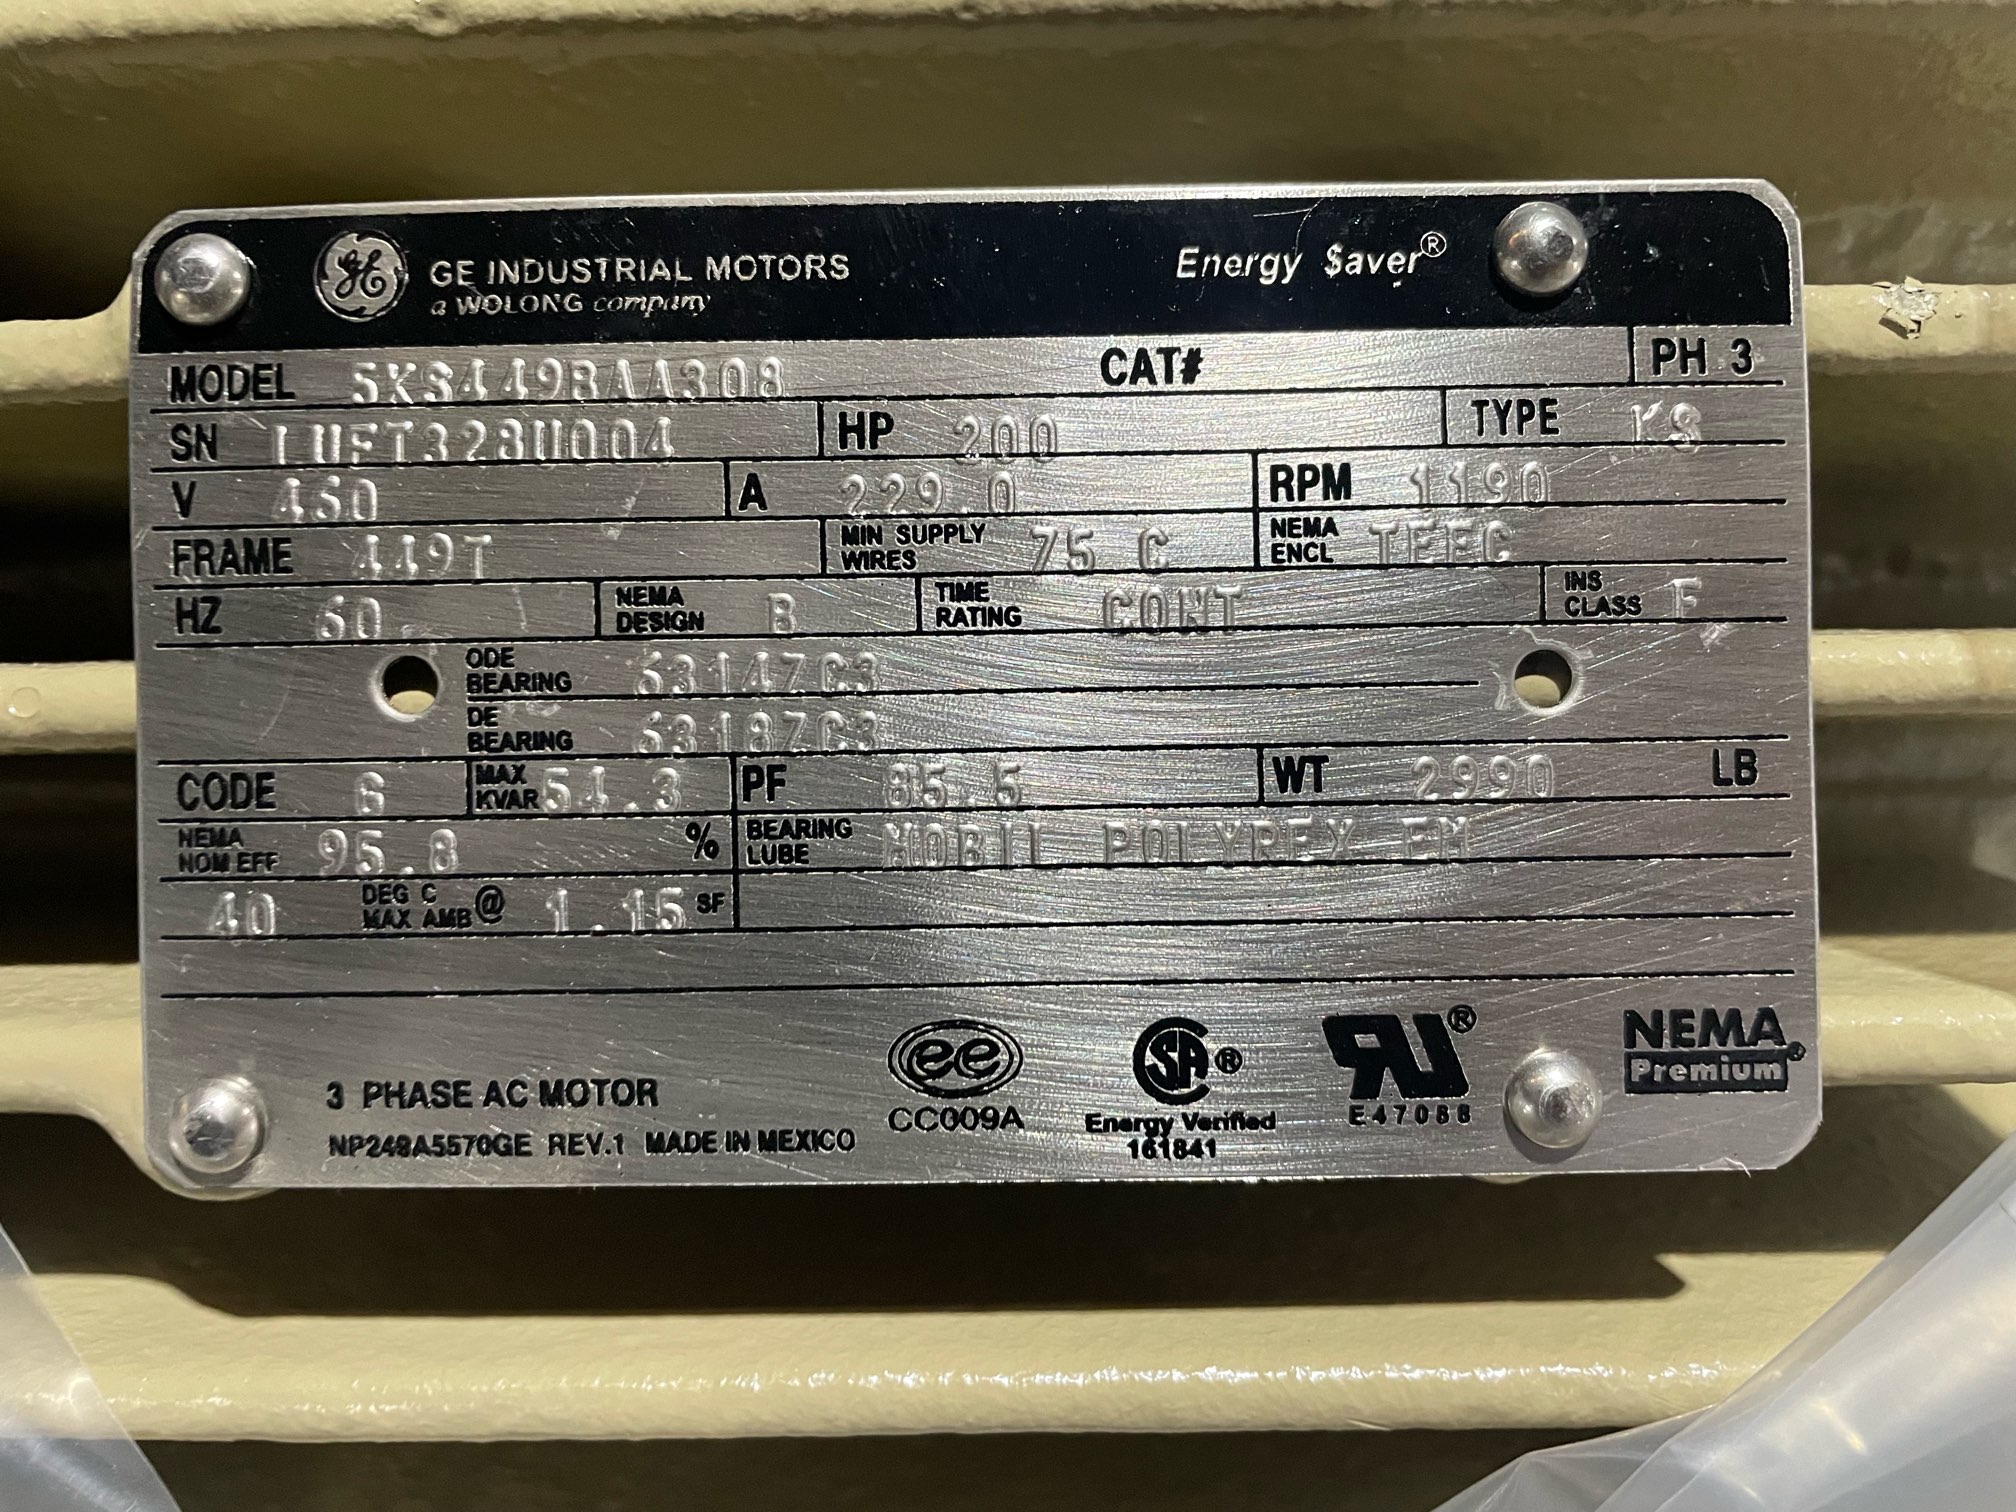 GE GE INDUSTRIAL MOTORS Energy $aver®
a WOLONG company
MODEL 5KS449BAA308 CAT# PH 3
SN HP 200 TYPE KS
V 460 A 229.0 RPM 1190
FRAME 449T MIN SUPPLY WIRES 75 C NEMA ENCL TEFC
HZ 60 NEMA DESIGN B TIME RATING CONT INS CLASS F
ODE BEARING 6314ZC3
DE BEARING 6318ZC3
CODE G MAX KVAR 54.3 PF 85.5 WT 2990 LB
NEMA NOM EFF 95.8 % BEARING LUBE MOBIL POLYREX EM
40 DEG C MAX AMB @ 1.15 SF
3 PHASE AC MOTOR
NP248A5570GE REV.1 MADE IN MEXICO
ee
CC009A
SA®
Energy Verified
161841
RU®
E47088
NEMA
Premium®